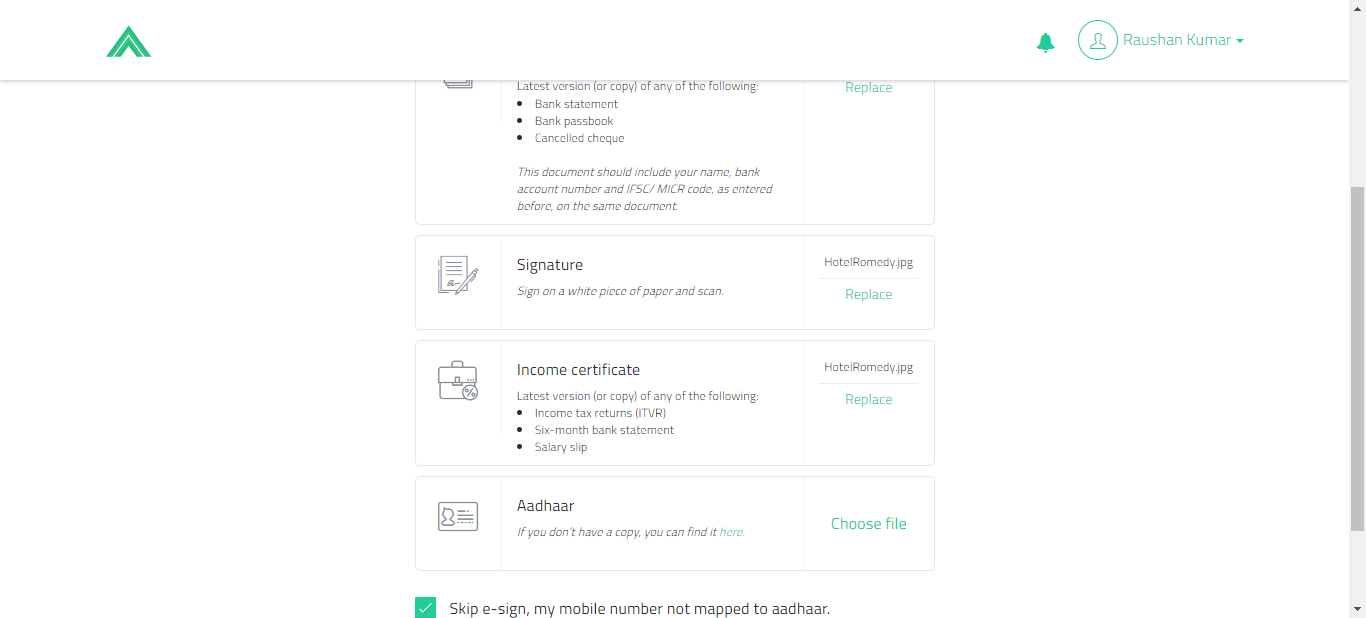 Raushan Kumar
Latest version (or copy) of any of the following:
Replace
Bank statement
Bank passbook
Cancelled cheque
This document should include your name, bank
account number and IFSC/ MICR code, as entered
before, on the same document.
Signature
HotelRomedy.jpg
Sign on a white piece of paper and scan.
Replace
Income certificate
HotelRomedy.jpg
Latest version (or copy) of any of the following:
Replace
Income tax returns (ITVR)
Six-month bank statement
Salary slip
Aadhaar
If you don't have a copy, you can find it here.
Choose file
Skip e-sign, my mobile number not mapped to aadhaar.